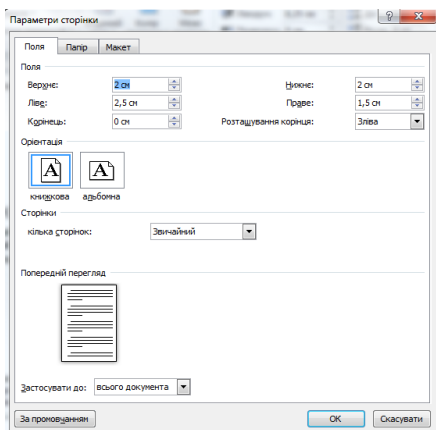 Параметри сторінки
Поля Папір Макет
Поля
Верхнє: 2 см Нижнє: 2 см
Ліве: 2,5 см Праве: 1,5 см
Корінець: 0 см Розташування корінця: Зліва
Орієнтація
A A
книжкова альбомна
Сторінки
кілька сторінок: Звичайний
Попередній перегляд
Застосувати до: всього документа
За промовчанням ОК Скасувати